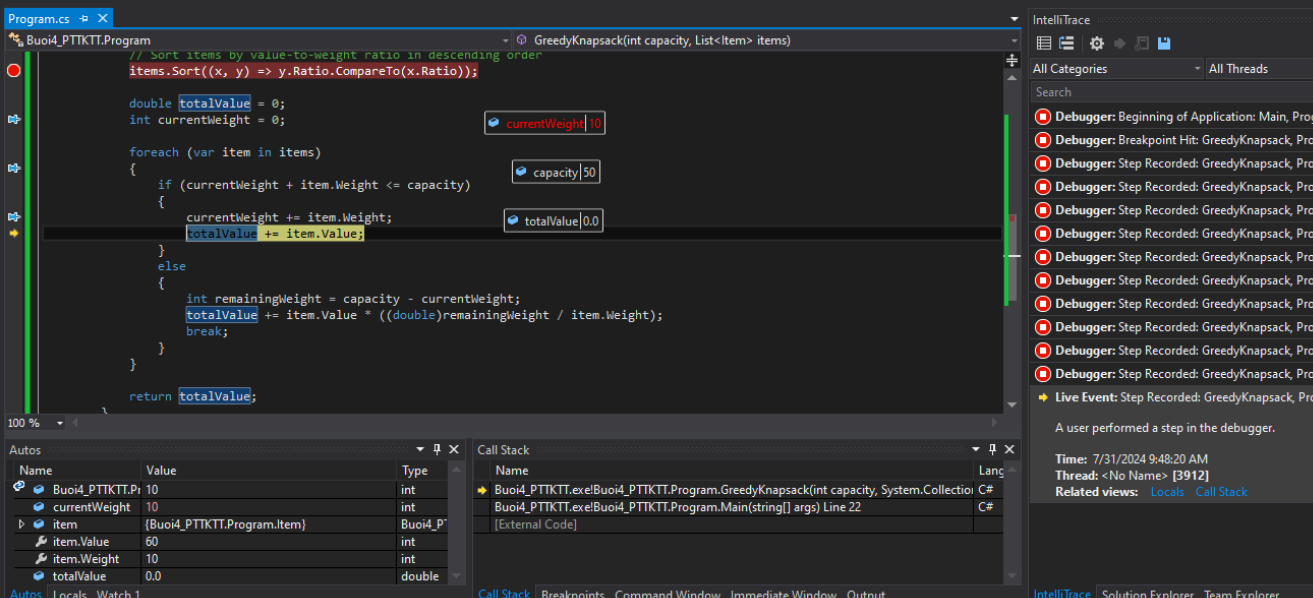 Program.cs
Buoi4_PTTKTT.Program
GreedyKnapsack(int capacity, List<Item> items)
// Sort items by value-to-weight ratio in descending order
items.Sort((x, y) => y.Ratio.CompareTo(x.Ratio));
double totalValue = 0;
int currentWeight = 0;
currentWeight 10
foreach (var item in items)
{
capacity 50
if (currentWeight + item.Weight <= capacity)
{
currentWeight += item.Weight;
totalValue 0.0
totalValue += item.Value;
}
else
{
int remainingWeight = capacity - currentWeight;
totalValue += item.Value * ((double)remainingWeight / item.Weight);
break;
}
}
return totalValue;
}
100 %
Autos
Name Value Type
Buoi4_PTTKTT.Pr 10 int
currentWeight 10 int
item {Buoi4_PTTKTT.Program.Item} Buoi4_PT
item.Value 60 int
item.Weight 10 int
totalValue 0.0 double
Autos Locals Watch 1
Call Stack
Name Lang
Buoi4_PTTKTT.exe!Buoi4_PTTKTT.Program.GreedyKnapsack(int capacity, System.Collection C#
Buoi4_PTTKTT.exe!Buoi4_PTTKTT.Program.Main(string[] args) Line 22 C#
[External Code]
Call Stack Breakpoints Command Window Immediate Window Output
IntelliTrace
All Categories All Threads
Search
Debugger: Beginning of Application: Main, Prog
Debugger: Breakpoint Hit: GreedyKnapsack, Pro
Debugger: Step Recorded: GreedyKnapsack, Pro
Debugger: Step Recorded: GreedyKnapsack, Pro
Debugger: Step Recorded: GreedyKnapsack, Pro
Debugger: Step Recorded: GreedyKnapsack, Pro
Debugger: Step Recorded: GreedyKnapsack, Pro
Debugger: Step Recorded: GreedyKnapsack, Pro
Debugger: Step Recorded: GreedyKnapsack, Pro
Debugger: Step Recorded: GreedyKnapsack, Pro
Debugger: Step Recorded: GreedyKnapsack, Pro
Debugger: Step Recorded: GreedyKnapsack, Pro
Live Event: Step Recorded: GreedyKnapsack, Pro
A user performed a step in the debugger.
Time: 7/31/2024 9:48:20 AM
Thread: <No Name> [3912]
Related views: Locals Call Stack
IntelliTrace Solution Explorer Team Explorer